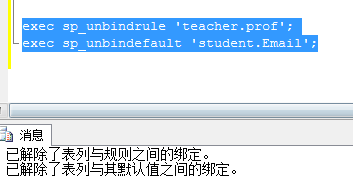 exec sp_unbindrule 'teacher.prof';
exec sp_unbindefault 'student.Email';
消息
已解除了表列与规则之间的绑定。
已解除了表列与其默认值之间的绑定。